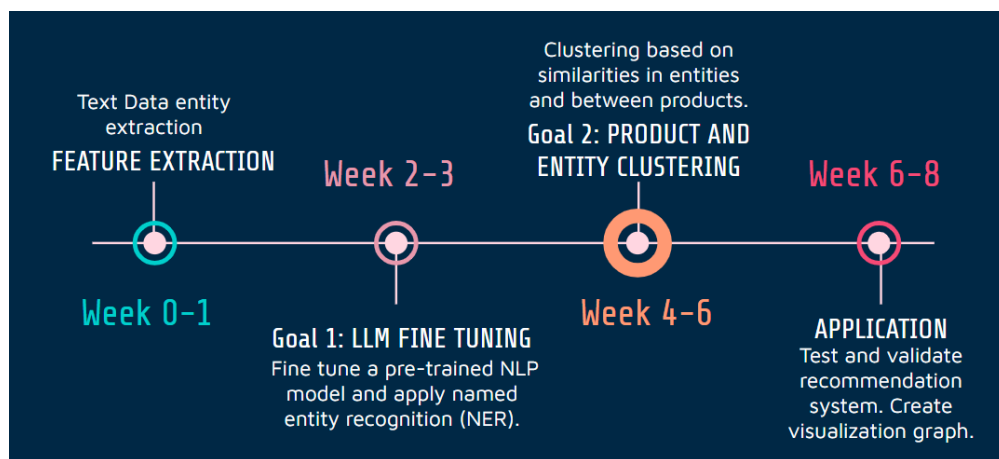 Text Data entity
extraction
FEATURE EXTRACTION
Week 0-1
Week 2-3
Goal 1: LLM FINE TUNING
Fine tune a pre-trained NLP
model and apply named
entity recognition (NER).
Clustering based on
similarities in entities
and between products.
Goal 2: PRODUCT AND
ENTITY CLUSTERING
Week 4-6
Week 6-8
APPLICATION
Test and validate
recommendation
system. Create
visualization graph.